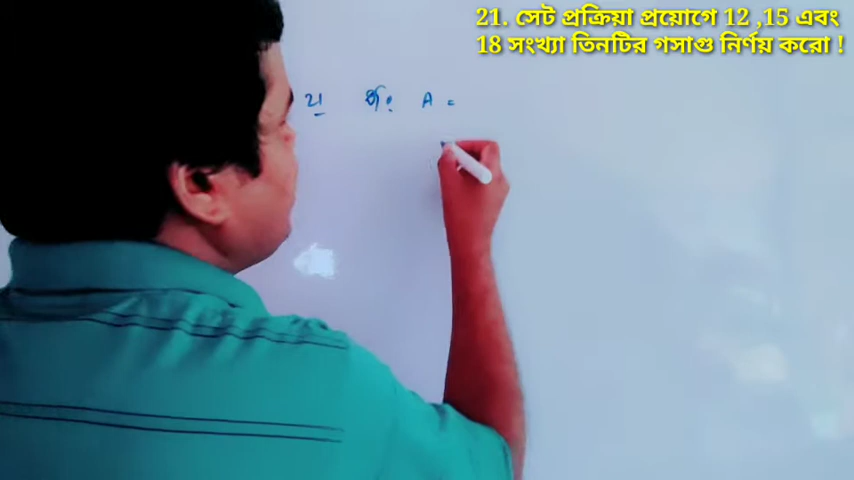 21. সেট প্রক্রিয়া প্রয়োগে 12 ,15 এবং
18 সংখ্যা তিনটির গসাগু নির্ণয় করো !
২১ A =